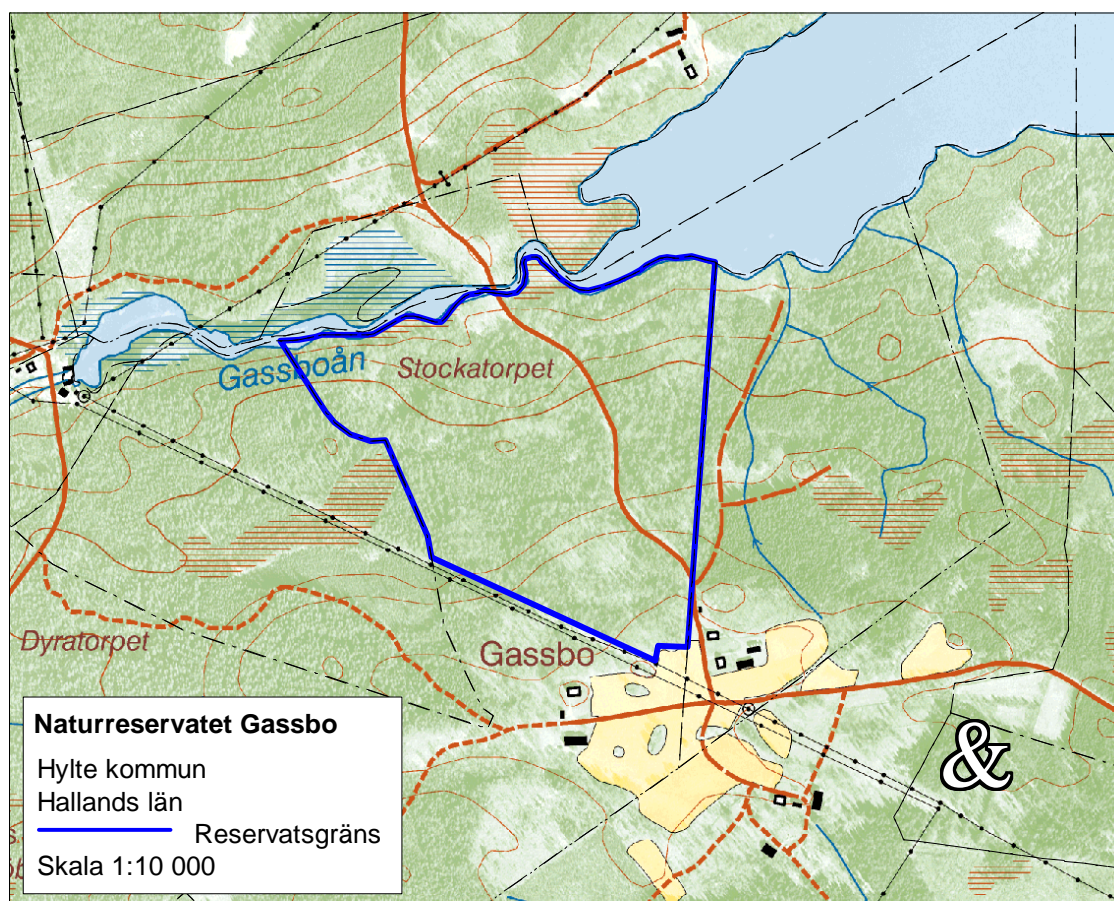 Gassboån
Stockatorpet
Dyratorpet
Gassbo
&
Naturreservatet Gassbo
Hylte kommun
Hallands län
Reservatsgräns
Skala 1:10 000